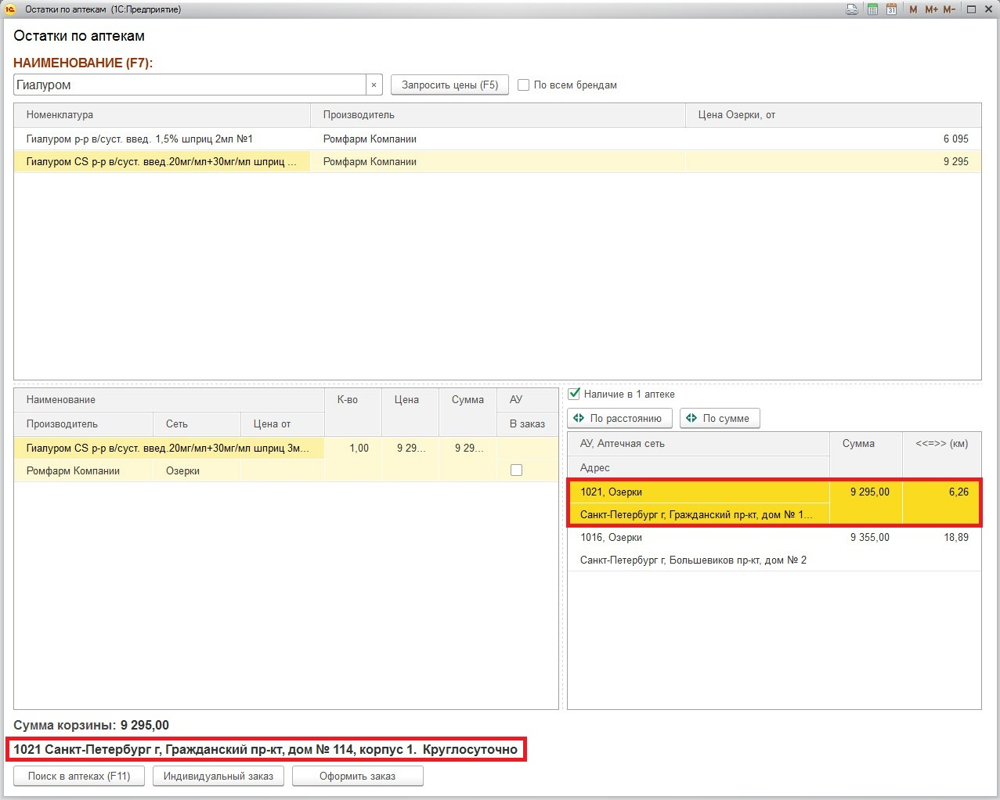 Остатки по аптекам (1С:Предприятие)
31 M M+ M-
Остатки по аптекам
НАИМЕНОВАНИЕ (F7):
Гиалуром × Запросить цены (F5) По всем брендам
Номенклатура Производитель Цена Озерки, от
Гиалуром р-р в/суст. введ. 1,5% шприц 2мл №1 Ромфарм Компании 6 095
Гиалуром CS р-р в/суст. введ.20мг/мл+30мг/мл шприц ... Ромфарм Компании 9 295
Наименование К-во Цена Сумма АУ
Производитель Сеть Цена от В заказ
Гиалуром CS р-р в/суст. введ.20мг/мл+30мг/мл шприц 3м... 1,00 9 29... 9 29...
Ромфарм Компании Озерки
Наличие в 1 аптеке
По расстоянию По сумме
АУ, Аптечная сеть Сумма <<=>> (км)
Адрес
1021, Озерки 9 295,00 6,26
Санкт-Петербург г, Гражданский пр-кт, дом № 1...
1016, Озерки 9 355,00 18,89
Санкт-Петербург г, Большевиков пр-кт, дом № 2
Сумма корзины: 9 295,00
1021 Санкт-Петербург г, Гражданский пр-кт, дом № 114, корпус 1. Круглосуточно
Поиск в аптеках (F11) Индивидуальный заказ Оформить заказ